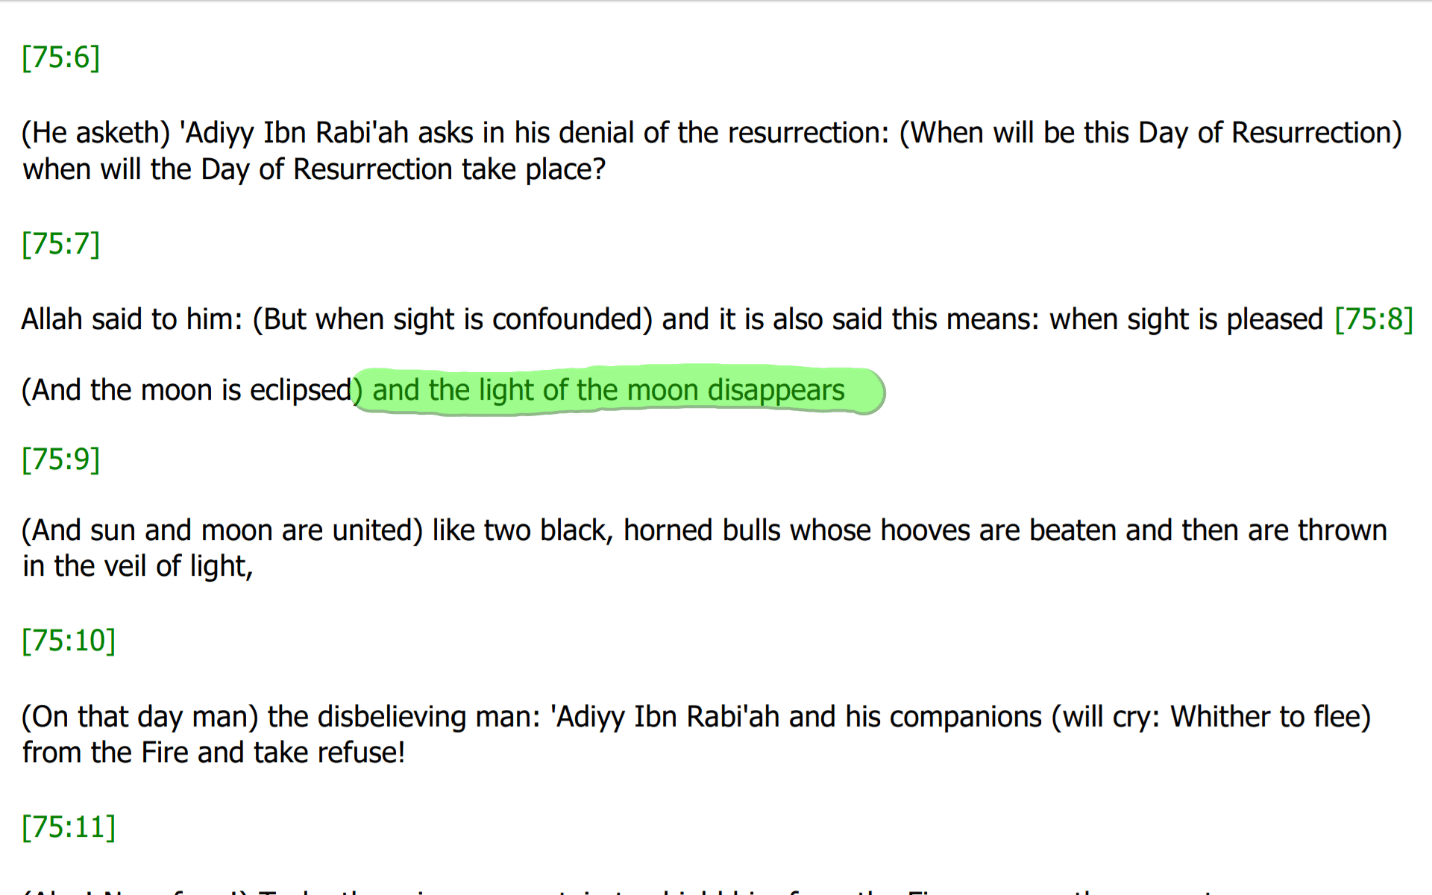 [75:6]
(He asketh) 'Adiyy Ibn Rabi'ah asks in his denial of the resurrection: (When will be this Day of Resurrection)
when will the Day of Resurrection take place?
[75:7]
Allah said to him: (But when sight is confounded) and it is also said this means: when sight is pleased [75:8]
(And the moon is eclipsed) and the light of the moon disappears
[75:9]
(And sun and moon are united) like two black, horned bulls whose hooves are beaten and then are thrown
in the veil of light,
[75:10]
(On that day man) the disbelieving man: 'Adiyy Ibn Rabi'ah and his companions (will cry: Whither to flee)
from the Fire and take refuge!
[75:11]